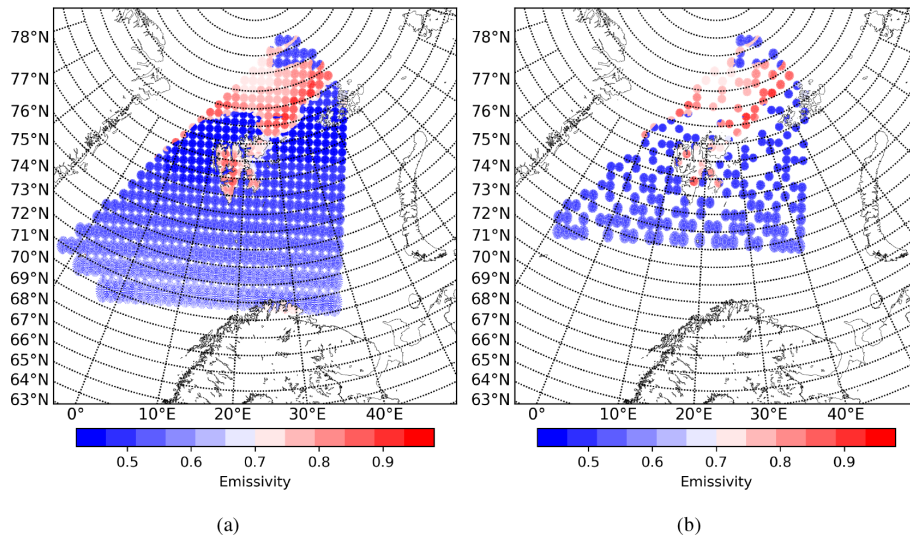 78°N
77°N
76°N
75°N
74°N
73°N
72°N
71°N
70°N
69°N
68°N
67°N
66°N
65°N
64°N
63°N
0° 10°E 20°E 30°E 40°E
0.5 0.6 0.7 0.8 0.9
Emissivity
(a)
78°N
77°N
76°N
75°N
74°N
73°N
72°N
71°N
70°N
69°N
68°N
67°N
66°N
65°N
64°N
63°N
0° 10°E 20°E 30°E 40°E
0.5 0.6 0.7 0.8 0.9
Emissivity
(b)